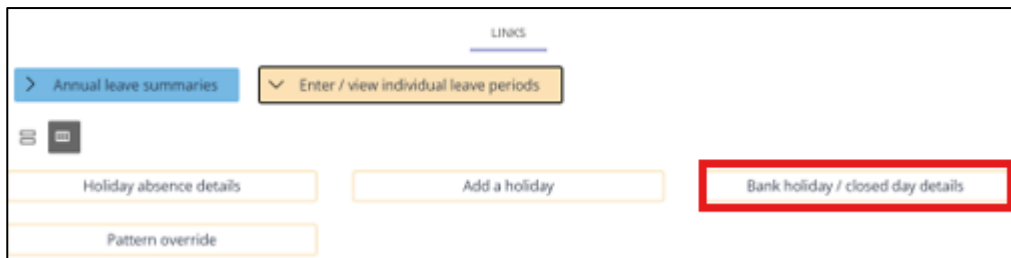 LINKS
Annual leave summaries
Enter / view individual leave periods
Holiday absence details
Add a holiday
Bank holiday / closed day details
Pattern override